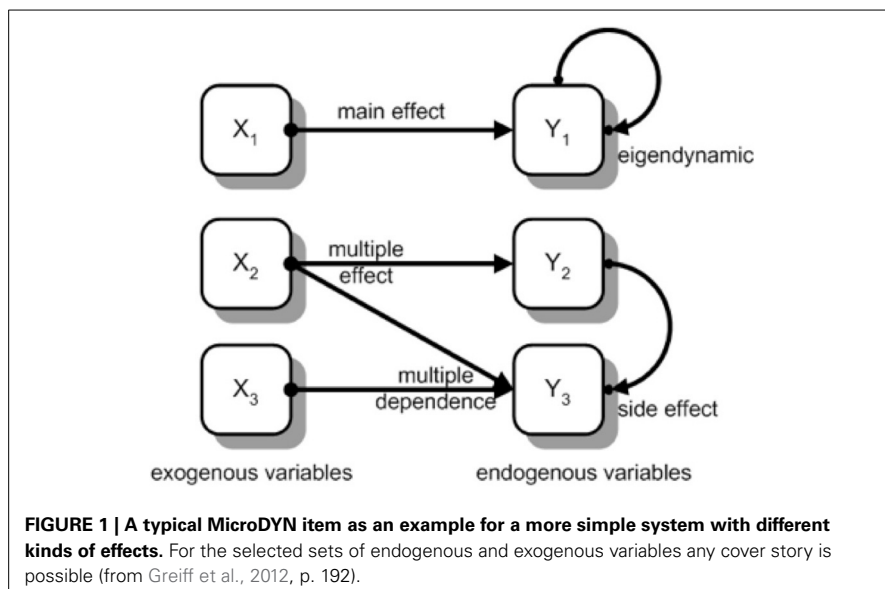 X1
main effect
Y1
eigendynamic
X2
multiple
effect
Y2
X3
multiple
dependence
Y3
side effect
exogenous variables
endogenous variables
FIGURE 1 | A typical MicroDYN item as an example for a more simple system with different
kinds of effects. For the selected sets of endogenous and exogenous variables any cover story is
possible (from Greiff et al., 2012, p. 192).